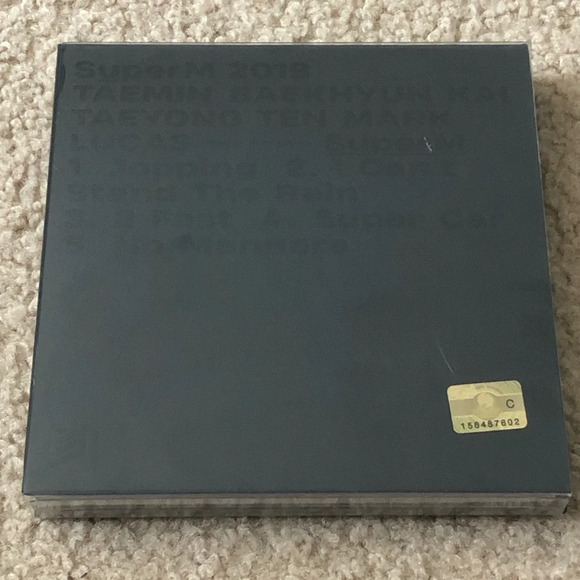 SuperM 2019
TAEMIN BAEKHYUN KAI
TAEYONG TEN MARK
LUCAS SuperM
1. Jopping 2. I Can't
Stand The Rain
3. 2 Fast 4. Super Car
5. No Manners
C
156487602